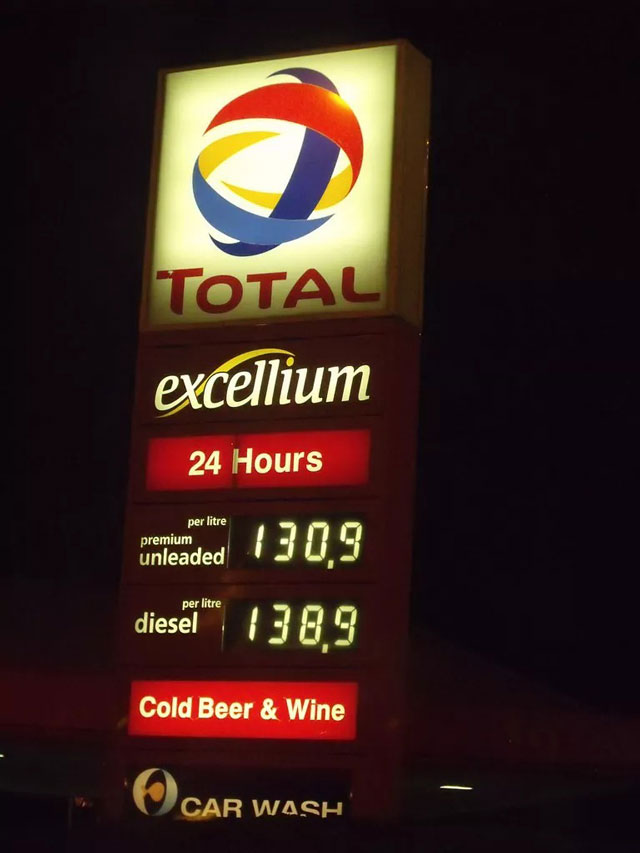 TOTAL
excellium
24 Hours
per litre
premium
unleaded
130,9
per litre
diesel
138,9
Cold Beer & Wine
CAR WASH